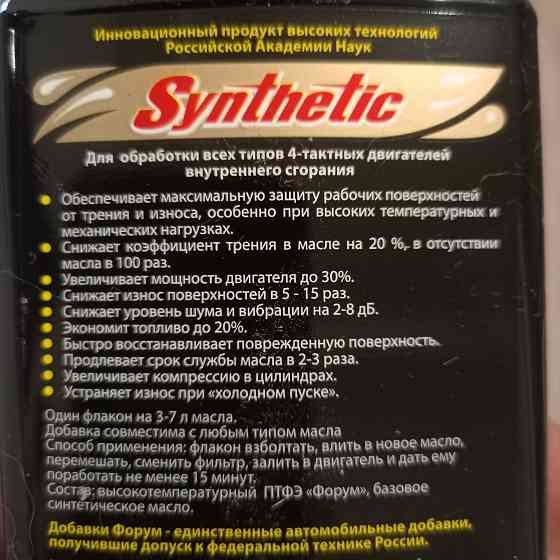 Инновационный продукт высоких технологий
Российской Академии Наук
Synthetic
Для обработки всех типов 4-тактных двигателей
внутреннего сгорания
Обеспечивает максимальную защиту рабочих поверхностей
от трения и износа, особенно при высоких температурных и
механических нагрузках.
Снижает коэффициент трения в масле на 20 %, в отсутствии
масла в 100 раз.
Увеличивает мощность двигателя до 30%.
Снижает износ поверхностей в 5 - 15 раз.
Снижает уровень шума и вибрации на 2-8 дБ.
Экономит топливо до 20%.
Быстро восстанавливает поврежденную поверхность.
Продлевает срок службы масла в 2-3 раза.
Увеличивает компрессию в цилиндрах.
Устраняет износ при «холодном пуске».
Один флакон на 3-7 л масла.
Добавка совместима с любым типом масла
Способ применения: флакон взболтать, влить в новое масло,
перемешать, сменить фильтр, залить в двигатель и дать ему
поработать не менее 15 минут.
Состав: высокотемпературный ПТФЭ «Форум», базовое
синтетическое масло.
Добавки Форум - единственные автомобильные добавки,
получившие допуск к федеральной технике России.